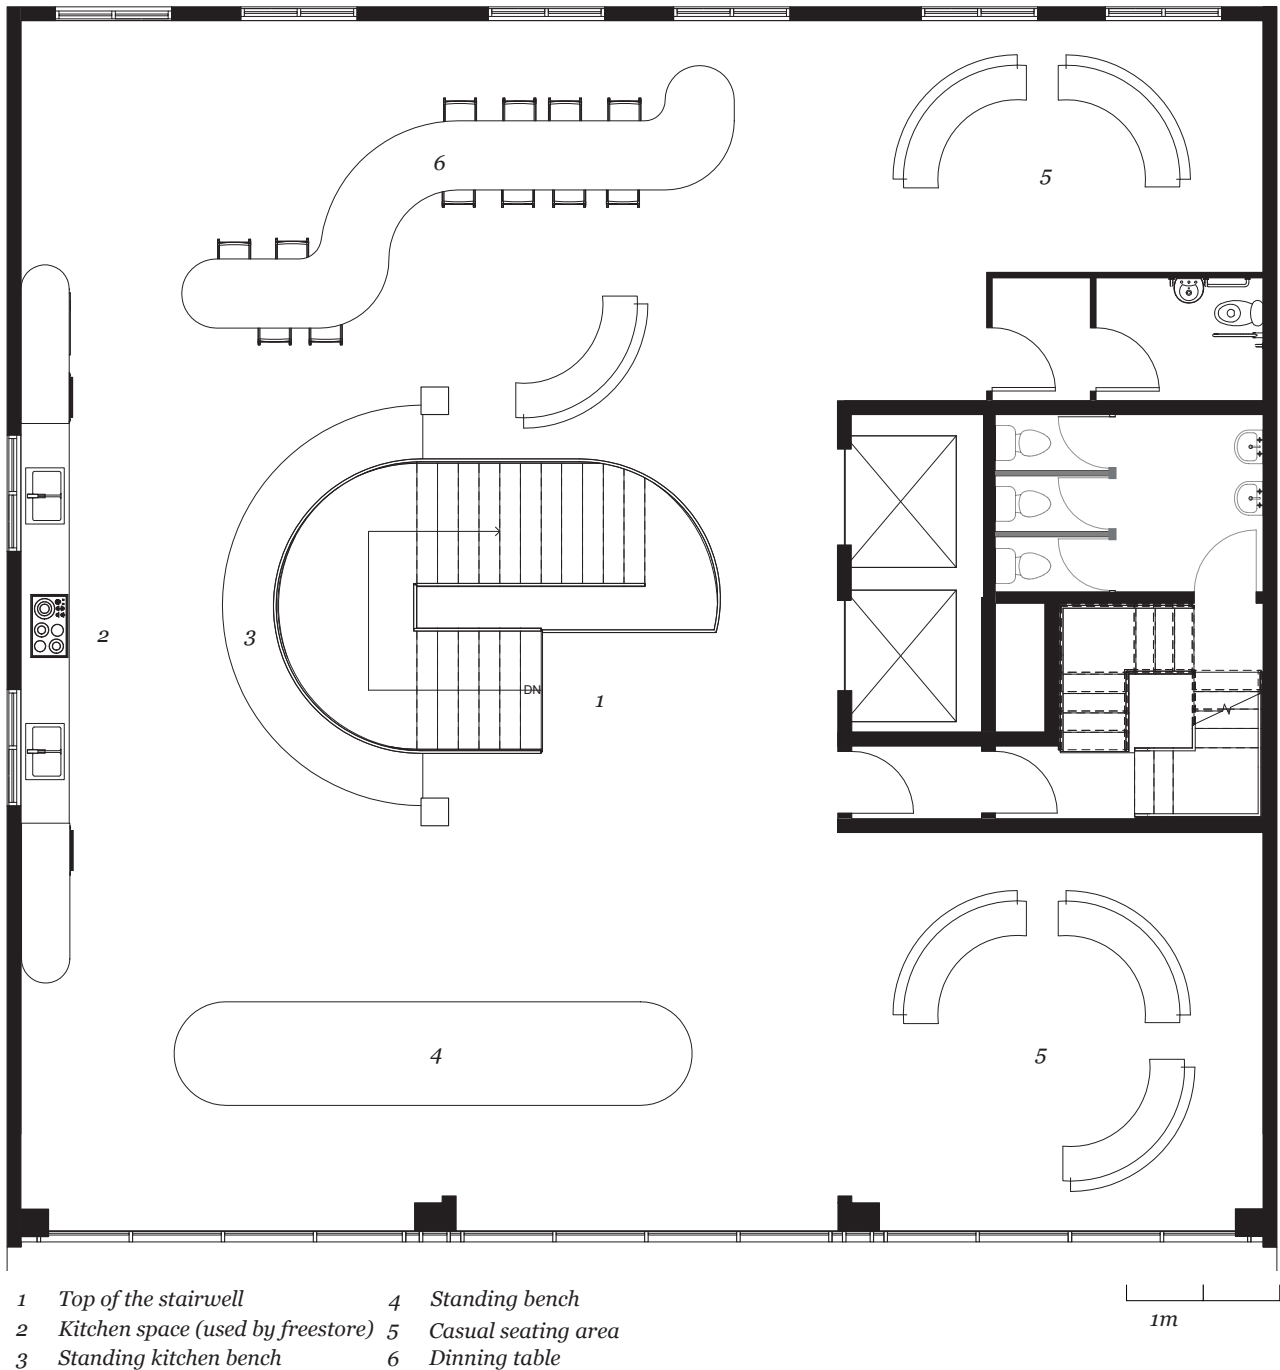 6
5
2
3
DN
1
4
5
1 Top of the stairwell
2 Kitchen space (used by freestore)
3 Standing kitchen bench
4 Standing bench
5 Casual seating area
6 Dinning table
1m